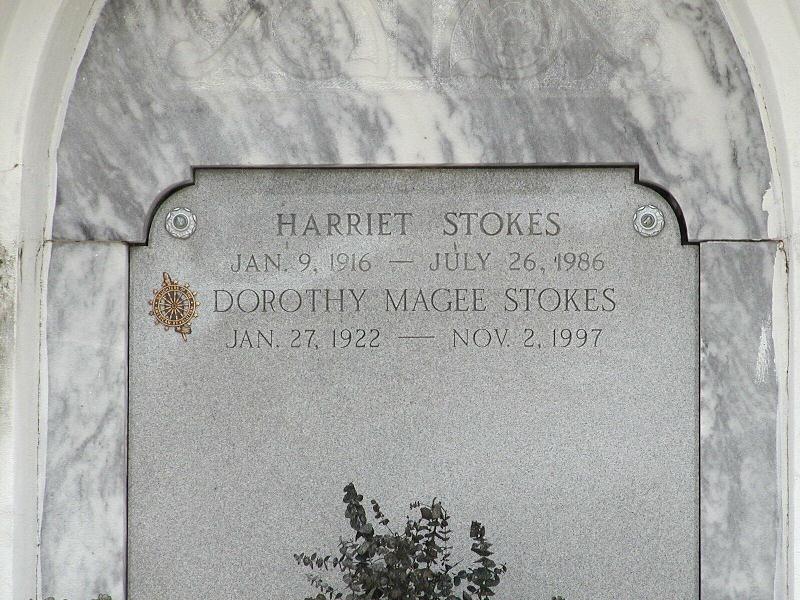 HARRIET STOKES
JAN. 9, 1916 — JULY 26, 1986
DOROTHY MAGEE STOKES
JAN. 27, 1922 — NOV. 2, 1997